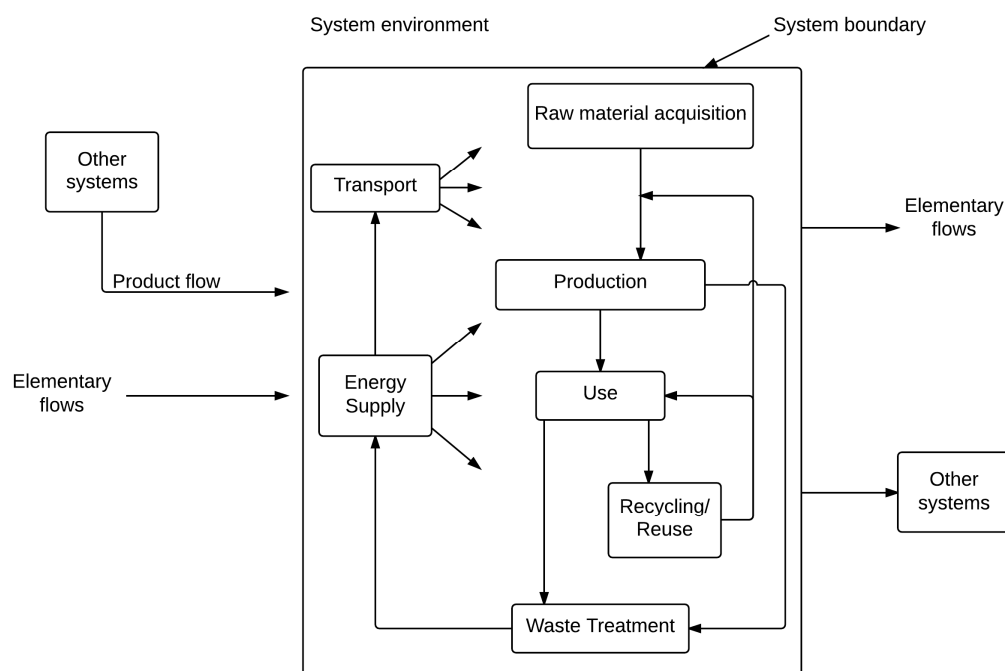 System environment
System boundary
Raw material acquisition
Other
systems
Transport
Elementary
flows
Product flow
Production
Elementary
flows
Energy
Supply
Use
Other
systems
Recycling/
Reuse
Waste Treatment